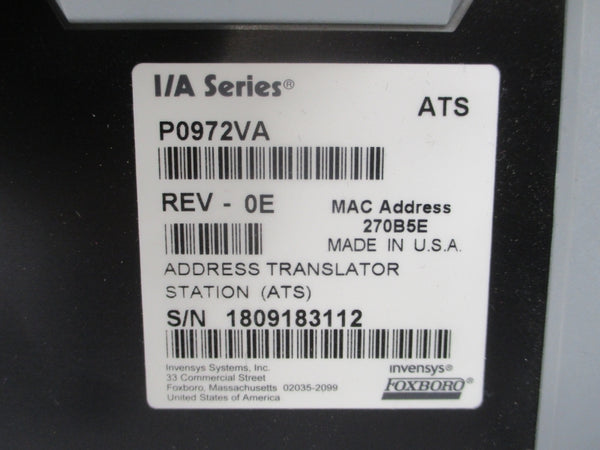 I/A Series®
ATS
P0972VA
REV - 0E
MAC Address
270B5E
MADE IN U.S.A.
ADDRESS TRANSLATOR
STATION (ATS)
S/N 1809183112
Invensys Systems, Inc.
33 Commercial Street
Foxboro, Massachusetts 02035-2099
United States of America
invensys®
FOXBORO®